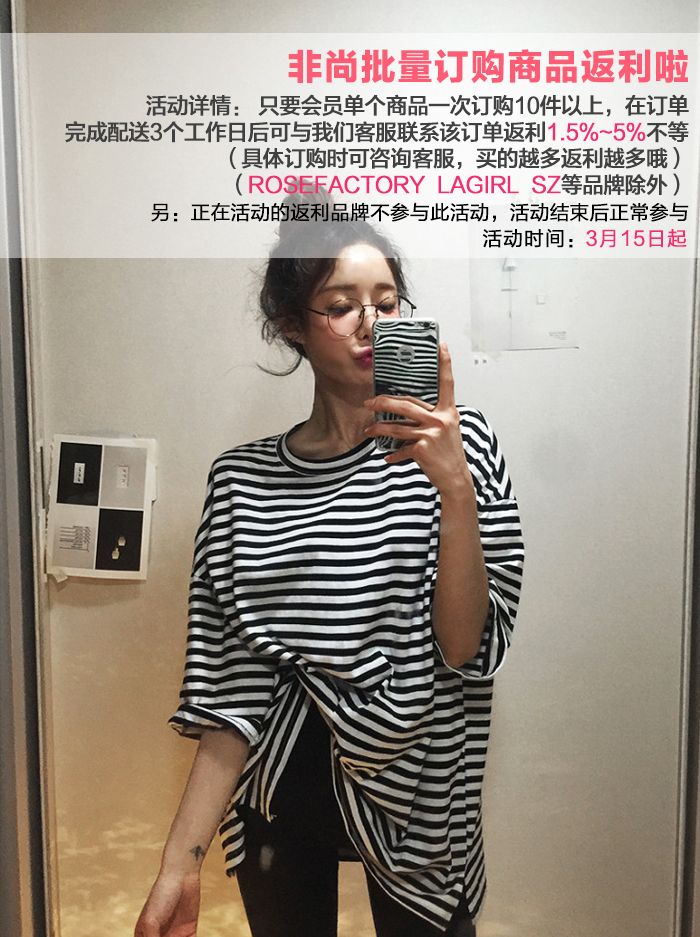 非尚批量订购商品返利啦
活动详情： 只要会员单个商品一次订购10件以上，在订单
完成配送3个工作日后可与我们客服联系该订单返利1.5%~5%不等
（具体订购时可咨询客服，买的越多返利越多哦）
（ROSEFACTORY LAGIRL SZ等品牌除外）
另：正在活动的返利品牌不参与此活动，活动结束后正常参与
活动时间：3月15日起